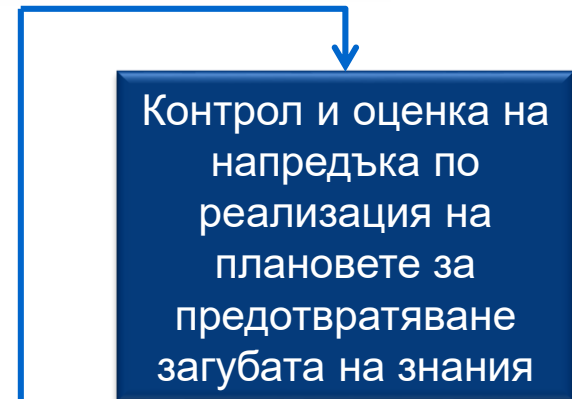 Контрол и оценка на
напредъка по
реализация на
плановете за
предотвратяване
загубата на знания